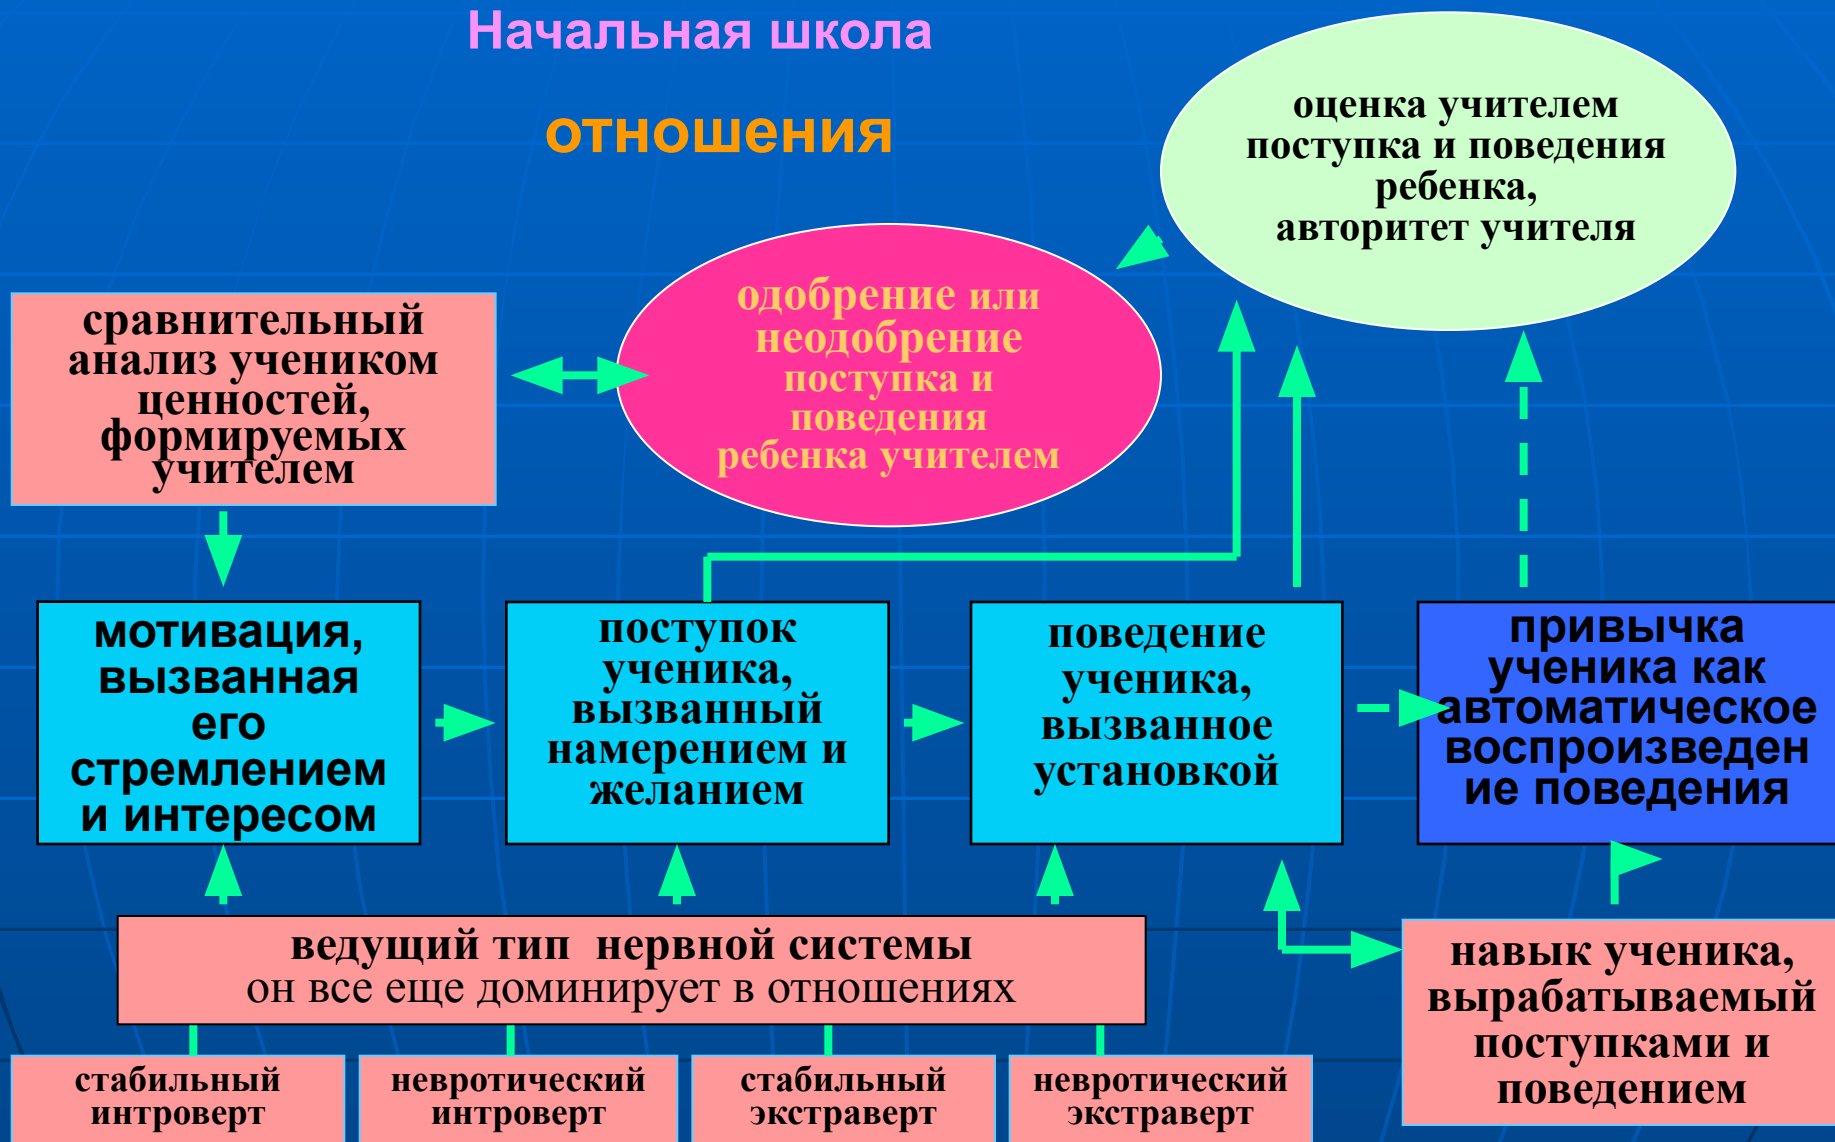 Начальная школа
отношения
оценка учителем
поступка и поведения
ребенка,
авторитет учителя
одобрение или
неодобрение
поступка и
поведения
ребенка учителем
сравнительный
анализ учеником
ценностей,
формируемых
учителем
мотивация,
вызванная
его
стремлением
и интересом
поступок
ученика,
вызванный
намерением и
желанием
поведение
ученика,
вызванное
установкой
привычка
ученика как
автоматическое
воспроизведен
ие поведения
ведущий тип  нервной системы
он все еще доминирует в отношениях
навык ученика,
вырабатываемый
поступками и
поведением
стабильный
интроверт
невротический
интроверт
стабильный
экстраверт
невротический
экстраверт